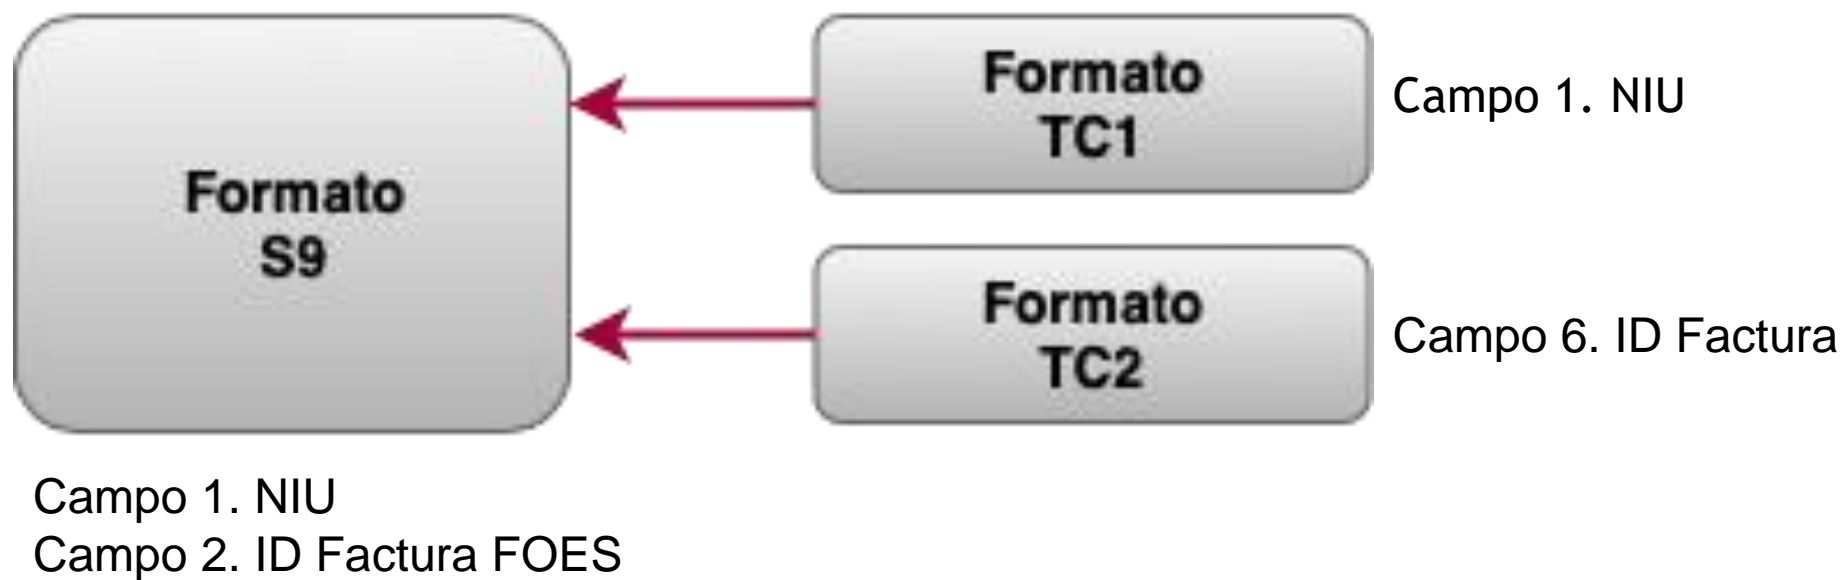 Formato
S9
Formato
TC1
Campo 1. NIU
Formato
TC2
Campo 6. ID Factura
Campo 1. NIU
Campo 2. ID Factura FOES